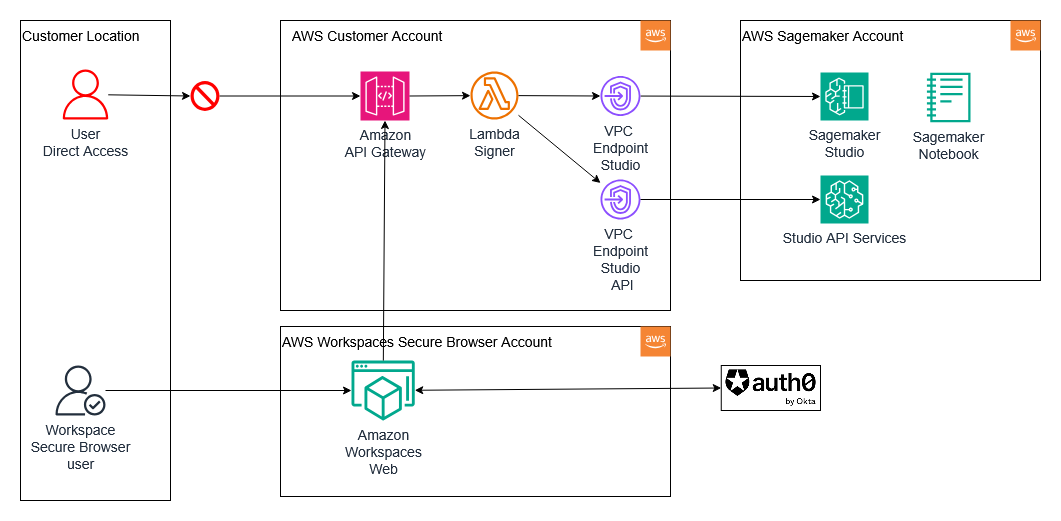 Customer Location
AWS Customer Account
aws
AWS Sagemaker Account
aws
User
Direct Access
Amazon
API Gateway
Lambda
Signer
VPC
Endpoint
Studio
Sagemaker
Studio
Sagemaker
Notebook
VPC
Endpoint
Studio
API
Studio API Services
AWS Workspaces Secure Browser Account
aws
Workspace
Secure Browser
user
Amazon
Workspaces
Web
auth0
by Okta